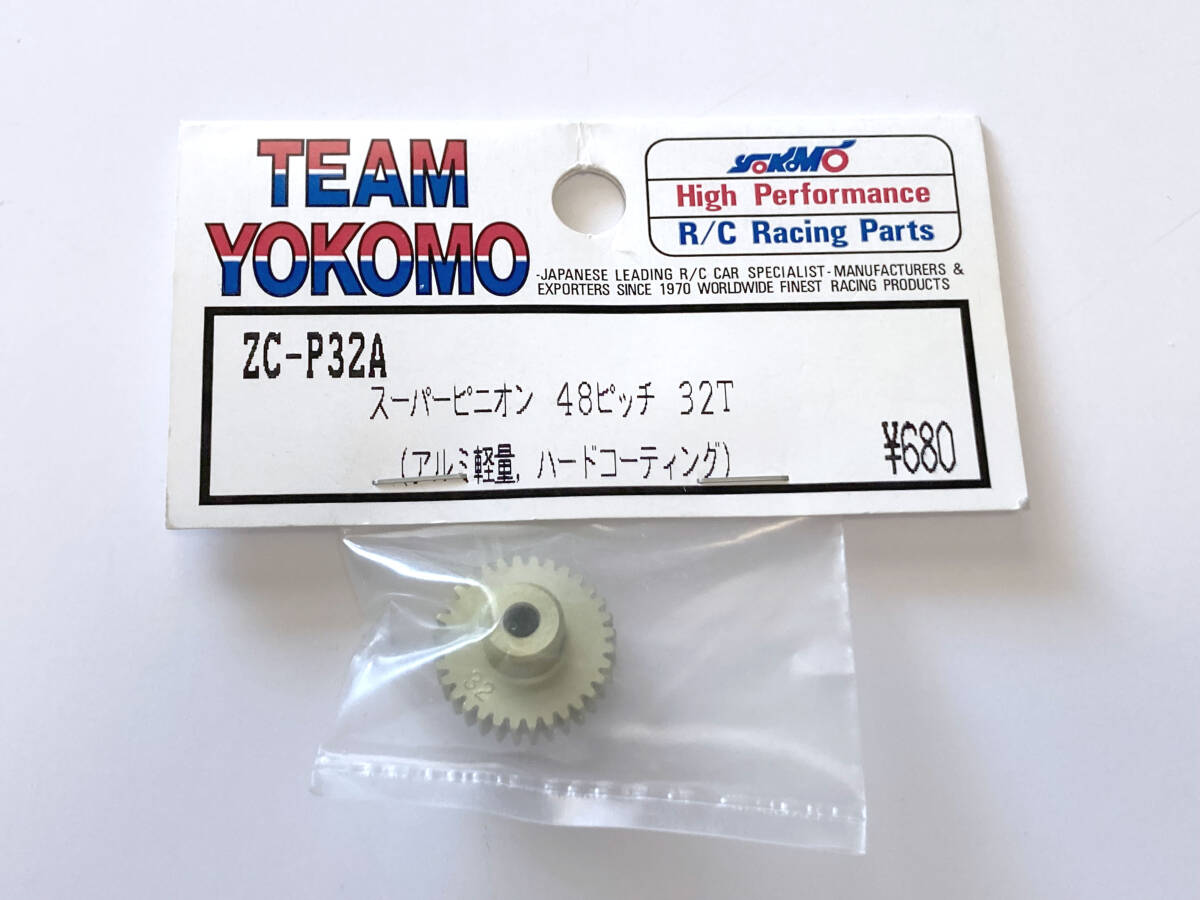 TEAM
YOKOMO
YOKOMO
High Performance
R/C Racing Parts
-JAPANESE LEADING R/C CAR SPECIALIST-MANUFACTURERS &
EXPORTERS SINCE 1970 WORLDWIDE FINEST RACING PRODUCTS
ZC-P32A
スーパーピニオン 48ピッチ 32T
(アルミ軽量, ハードコーティング)
¥680
32